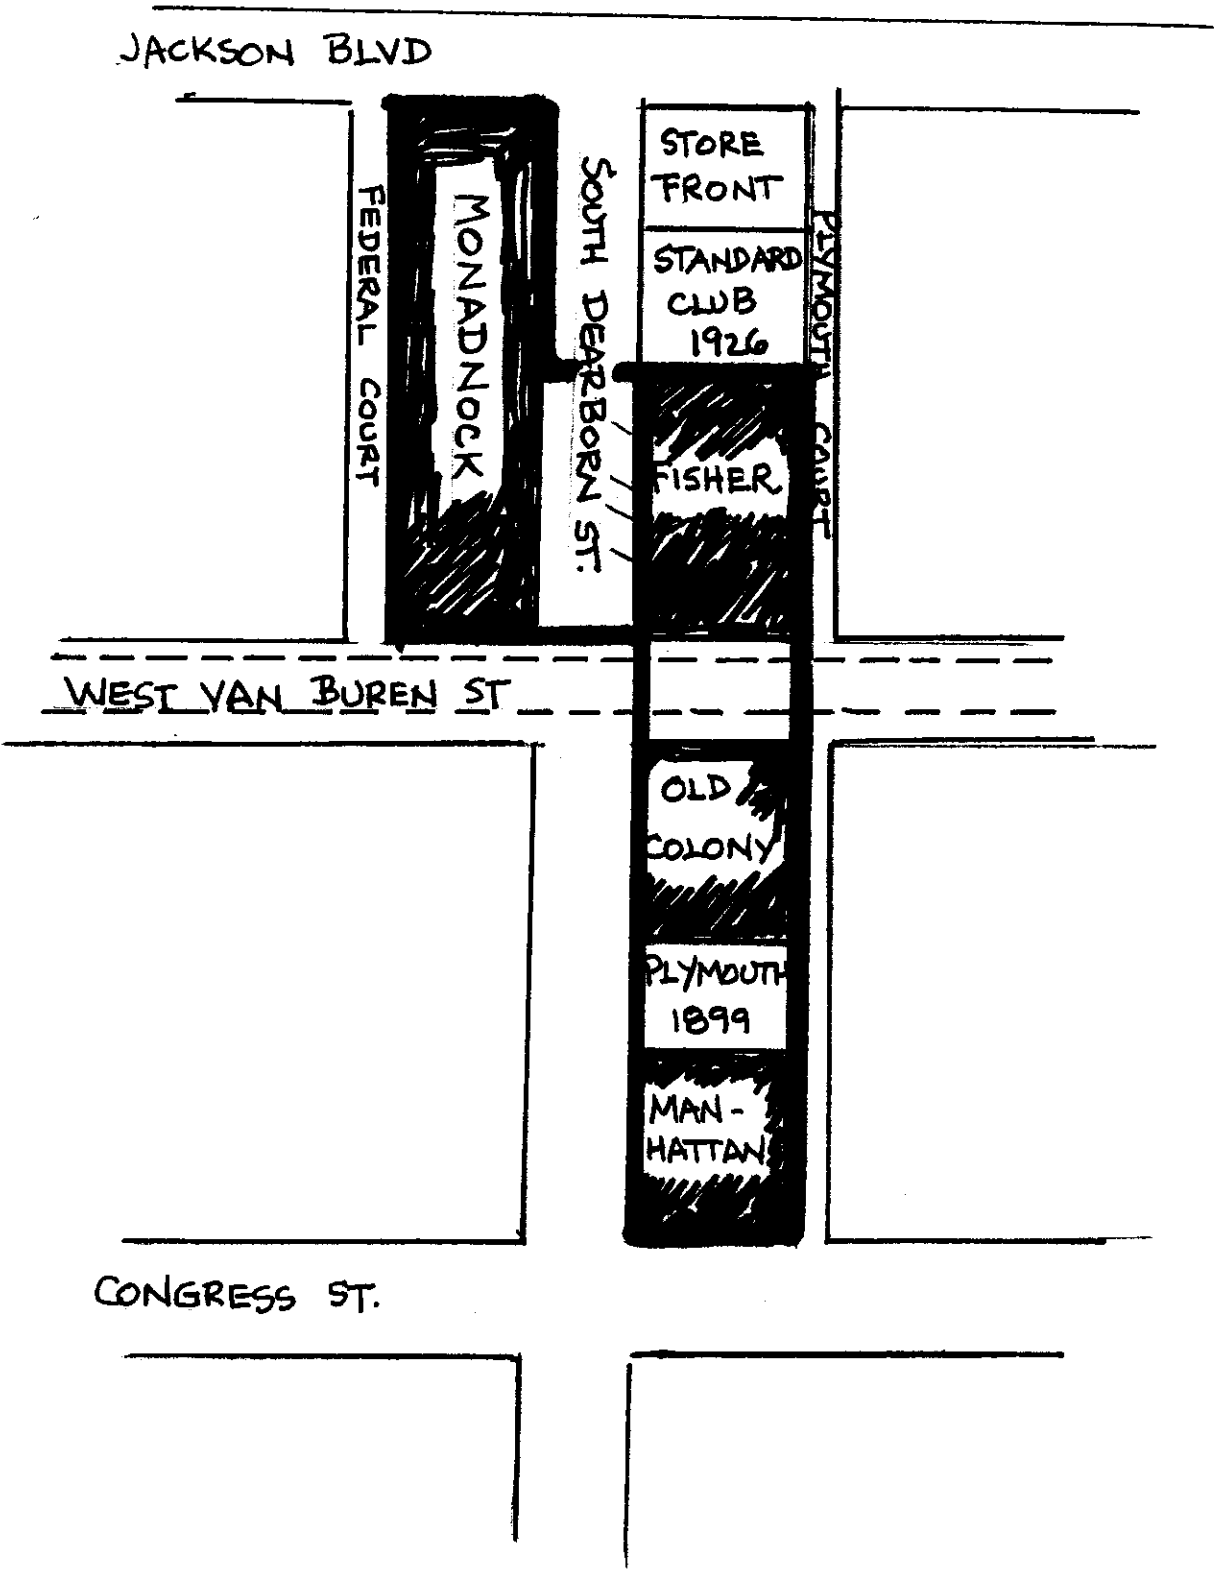 JACKSON BLVD
FEDERAL COURT
MONADNOCK
SOUTH DEARBORN ST.
STORE
FRONT
STANDARD
CLUB
1926
PLYMOUTH COURT
FISHER
WEST VAN BUREN ST
OLD
COLONY
PLYMOUTH
1899
MAN-
HATTAN
CONGRESS ST.